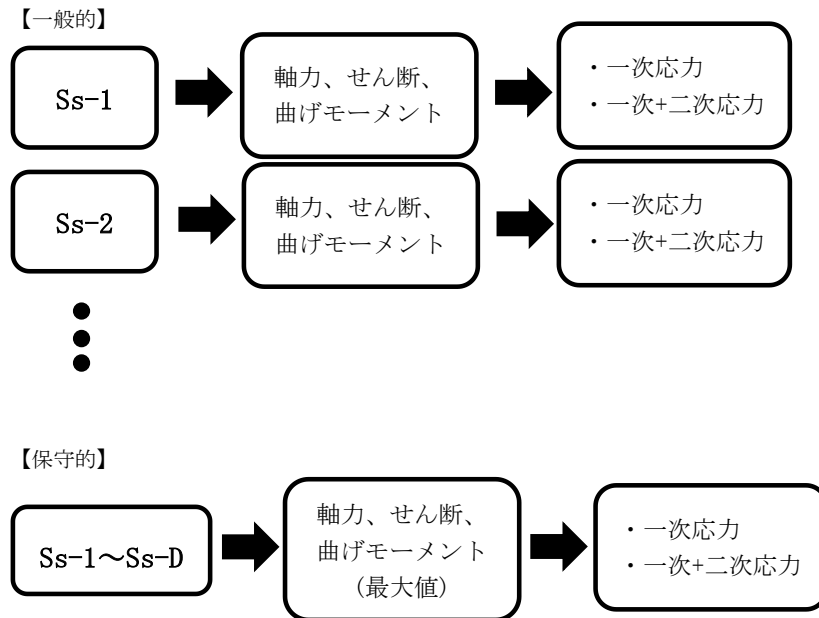 【一般的】
Ss-1
軸力、せん断、
曲げモーメント
・一次応力
・一次+二次応力
Ss-2
軸力、せん断、
曲げモーメント
・一次応力
・一次+二次応力
【保守的】
Ss-1～Ss-D
軸力、せん断、
曲げモーメント
(最大値)
・一次応力
・一次+二次応力